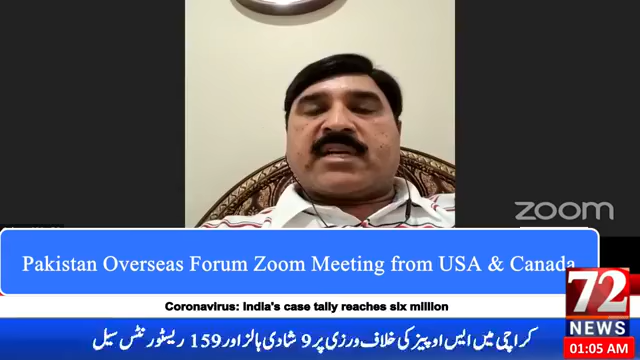 zoom
Pakistan Overseas Forum Zoom Meeting from USA & Canada
Coronavirus: India's case tally reaches six million
کراچی میں ایس او پیز کی خلاف ورزی پر 9 شادی ہالز اور 159 ریسٹورنٹس سیل
72
NEWS
01:05 AM